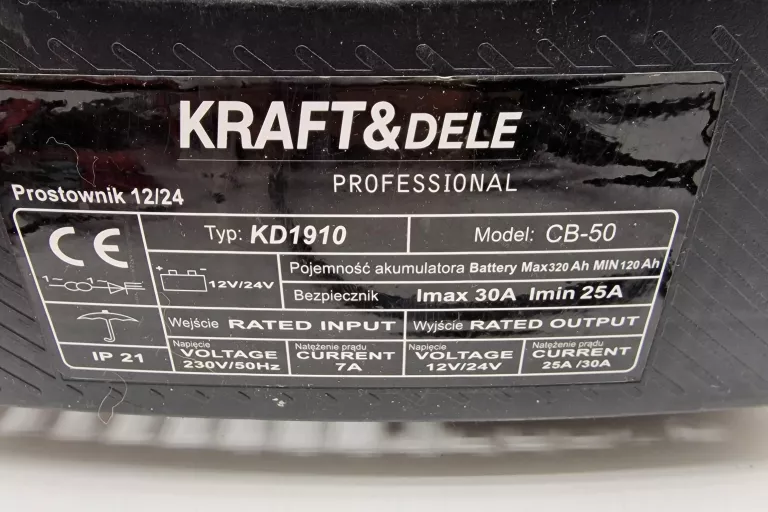 KRAFT&DELE
PROFESSIONAL
Prostownik 12/24
CE
Typ: KD1910
Model: CB-50
12V/24V
Pojemność akumulatora Battery Max320 Ah MIN120 Ah
Bezpiecznik Imax 30A Imin 25A
Wejście RATED INPUT
Wyjście RATED OUTPUT
IP 21
Napięcie
VOLTAGE
230V/50Hz
Natężenie prądu
CURRENT
7A
Napięcie
VOLTAGE
12V/24V
Natężenie prądu
CURRENT
25A /30A